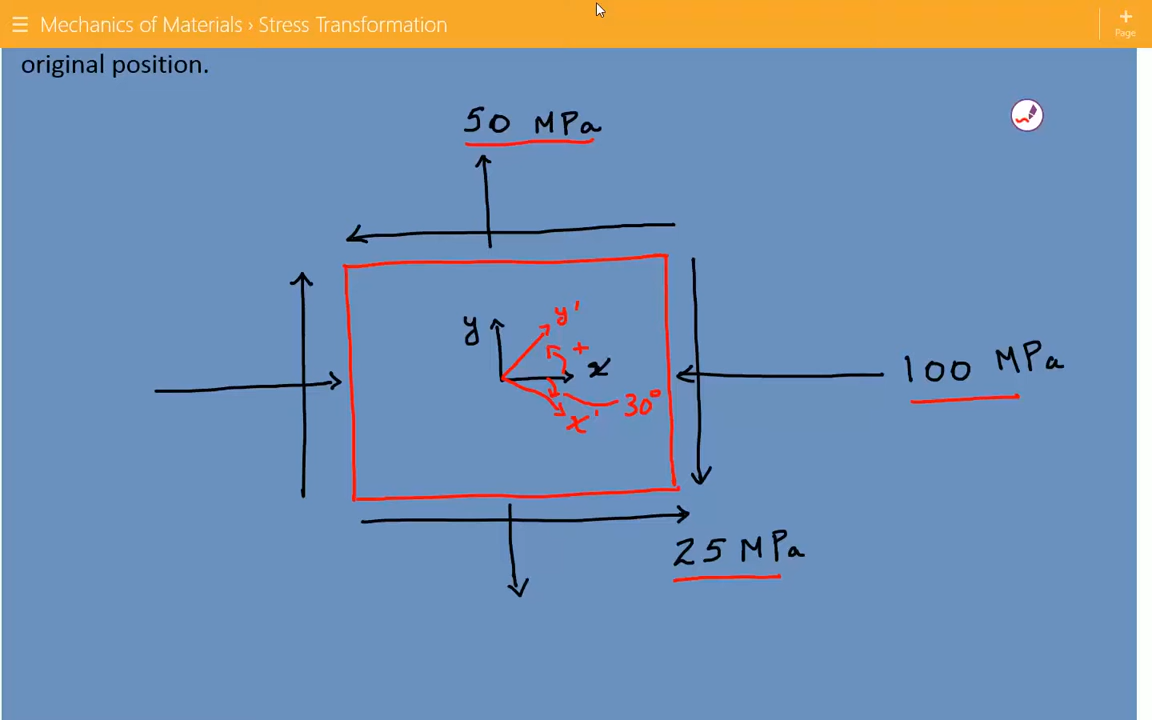 Mechanics of Materials › Stress Transformation
Page
original position.
50 MPa
y'
+
y
x
100 MPa
30°
x'
25 MPa